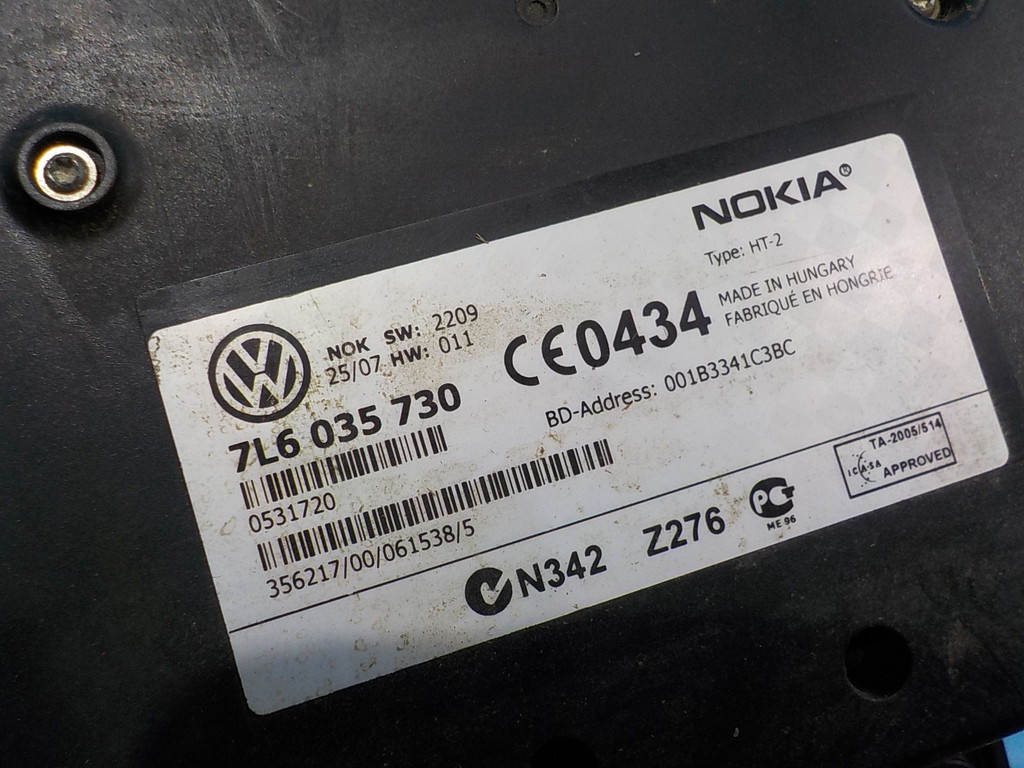 NOKIA®
Type: HT-2
MADE IN HUNGARY
FABRIQUÉ EN HONGRIE
NOK SW: 2209
25/07 HW: 011
CE0434
7L6 035 730
BD-Address: 001B3341C3BC
0531720
356217/00/061538/5
N342
Z276
PCT
ME 96
TA-2005/514
ICASA
APPROVED